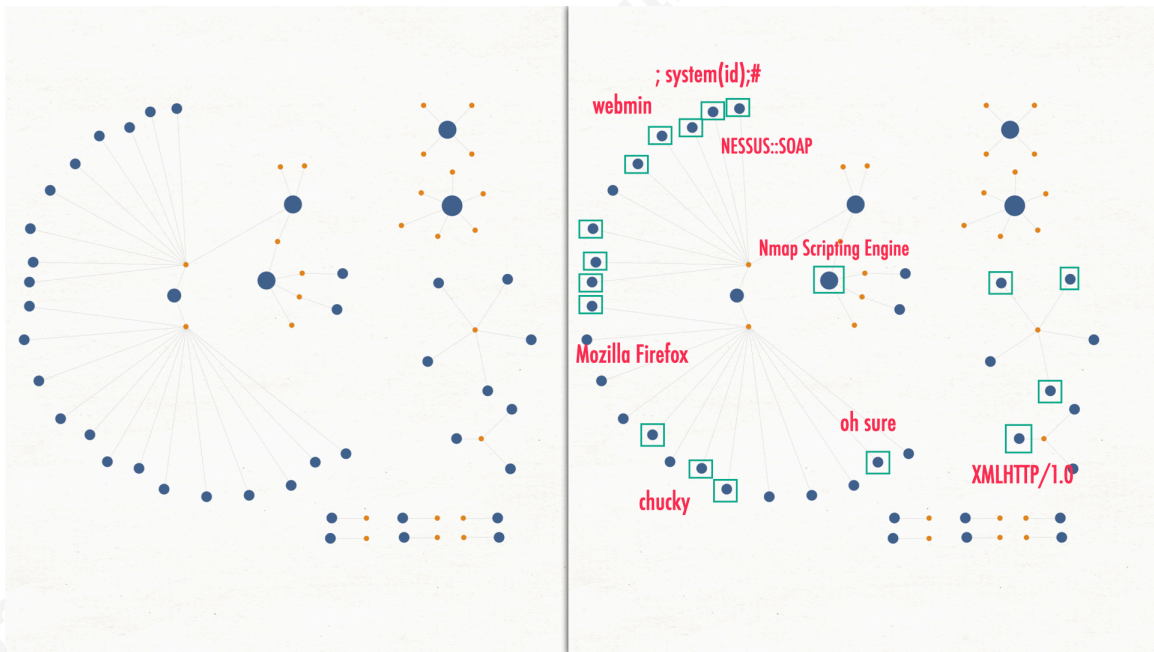 ; system(id);#
webmin
NESSUS::SOAP
Nmap Scripting Engine
Mozilla Firefox
oh sure
XMLHTTP/1.0
chucky